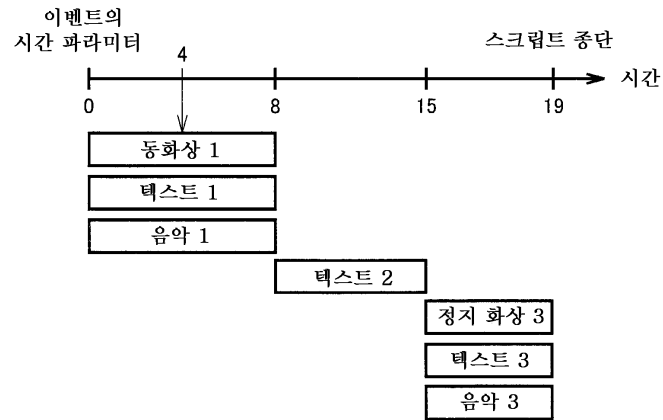 이벤트의
시간 파라미터
4
스크립트 종단
시간
0
8
15
19
동화상 1
텍스트 1
음악 1
텍스트 2
정지 화상 3
텍스트 3
음악 3